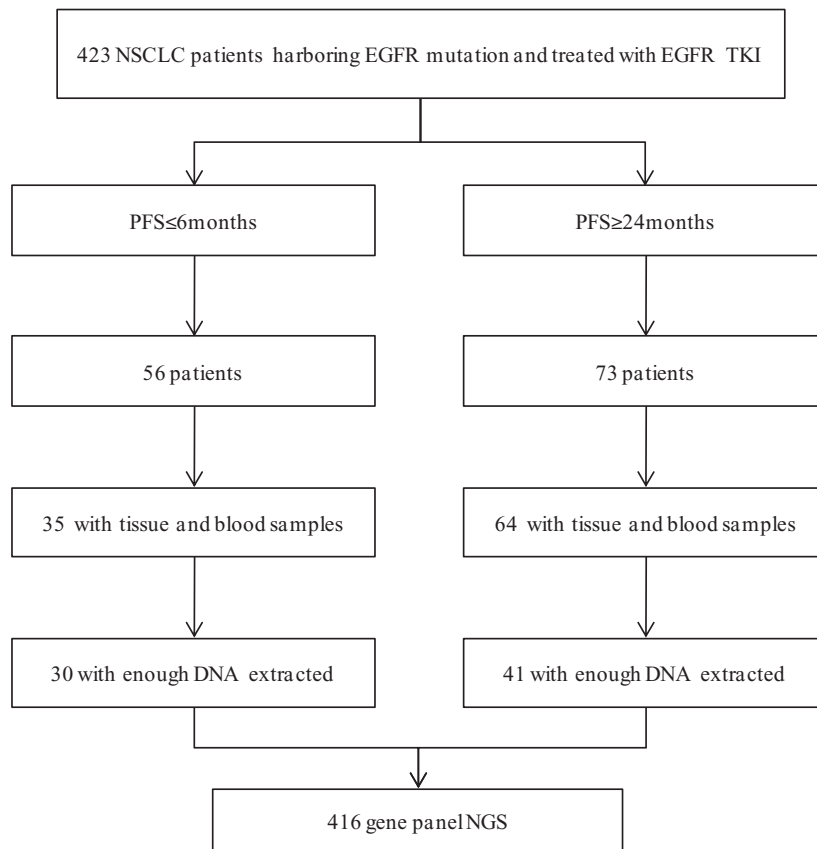 423 NSCLC patients harboring EGFR mutation and treated with EGFR TKI
PFS≤6months
PFS≥24months
56 patients
73 patients
35 with tissue and blood samples
64 with tissue and blood samples
30 with enough DNA extracted
41 with enough DNA extracted
416 gene panel NGS